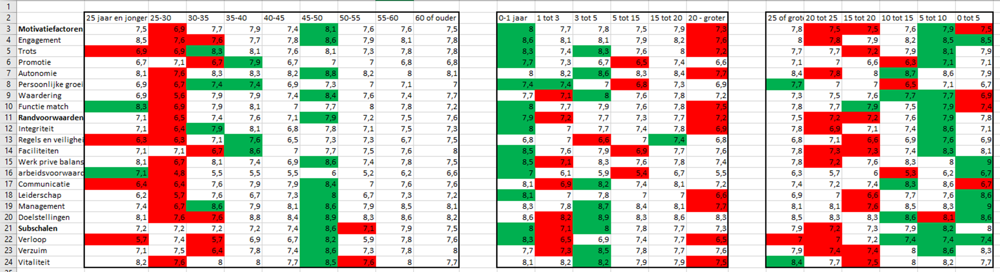 1
2 25 jaar en jonger 25-30 30-35 35-40 40-45 45-50 50-55 55-60 60 of ouder 0-1 jaar 1 tot 3 3 tot 5 5 tot 15 15 tot 20 20 - groter 25 of grot 20 tot 25 15 tot 20 10 tot 15 5 tot 10 0 tot 5
3 Motivatiefactoren 7,5 6,9 7,7 7,9 7,4 8,1 7,6 7,6 7,5 8 7,7 7,8 7,5 7,9 7,3 7,8 7,5 7,5 7,6 7,9 7,5
4 Engagement 8,5 7,6 7,6 7,7 7,8 8,6 7,9 8,1 7,8 8,6 8,1 8,1 7,9 8,2 7,6 8 7,8 7,9 8,2 8,5 8,5
5 Trots 6,9 6,9 8,3 8,1 7,6 8,1 7,3 7,8 7,8 8,3 7,4 8,3 7,6 8 7,2 7,7 7,7 7,2 7,9 8,1 7,9
6 Promotie 6,7 7,1 6,7 7,9 6,7 7 7 6,8 6,8 7,7 7,3 6,7 6,5 7,4 6,6 7,1 7 6,6 6,3 7,1 7,1
7 Autonomie 8,1 7,6 8,3 8,3 8,2 8,8 8,2 8 8,1 8 8,2 8,6 8,3 8,4 7,7 8,4 7,8 8 8,7 8,6 7,9
8 Persoonlijke groei 6,9 6,7 7,4 7,4 6,9 7,3 7 7,1 7 7,4 7,4 7 6,8 7,3 6,9 7,7 7 7 6,5 7,1 6,7
9 Waardering 6,9 5,6 7,9 7,9 7,4 8,4 7,6 7,4 7,7 7,7 7,1 8 7,6 7,8 7,2 7,3 7,5 7,6 7,7 7,7 6,9
10 Functie match 8,3 6,9 7,9 8,1 7 7,7 8 7,8 7,2 8 7,7 7,9 7,6 7,8 7,5 7,8 7,7 7,9 7,5 7,9 7,4
11 Randvoorwaarden 7,1 6,5 7,4 7,6 7,1 7,9 7,2 7,5 7,6 7,9 7,2 7,7 7,3 7,7 7,2 7,5 7,2 7,2 7,6 7,9 7,8
12 Integriteit 7,1 6,4 7,9 8,1 6,8 7,8 7,1 7,5 7,3 8 7 7,7 7,4 7,8 6,9 7,8 6,9 7,1 7,4 8,6 7,1
13 Regels en veilighei 6,3 6,3 7,1 7,6 6,5 7,3 7,3 6,7 7,5 6,8 7 6,6 7 7,4 6,8 6,8 7,1 6,6 6,9 7,6 6,9
14 Faciliteiten 7,1 7,1 6,7 8,6 7 7,7 7,5 7,6 8 8,5 7,6 7,9 6,9 7,7 7,6 7,8 7,3 7,3 7,4 8,3 8,1
15 Werk prive balans 8,1 6,7 8,1 7,4 6,9 8,6 7,4 7,8 7,5 8,5 7,1 8,3 7,6 7,8 7,4 7,8 7,2 7,6 8,3 8 9
16 arbeidsvoorwaard 7,1 4,8 5,5 5,5 5,5 6 5,2 6,2 6,6 7 6,1 5,9 5,4 6,7 5,5 6,3 5,7 6 5,3 6,2 6,7
17 Communicatie 6,4 6,4 7,6 7,9 7,9 8,4 7 7,6 7,6 8,1 6,9 8,2 7,4 8,1 7,2 7,4 7,2 7,4 8,3 8,6 6,7
18 Leiderschap 6,2 5,7 7,6 6,7 7,3 8 6,7 7,3 7,2 8,1 7 7,8 7 7 6,6 6,9 7 6,6 7,7 7,6 8,6
19 Management 7,4 6,7 8,6 7,9 8,1 8,6 7,9 8,5 8,1 8,3 7,8 8,7 8,4 8,1 7,7 8,1 8,1 7,6 8,5 8,3 9
20 Doelstellingen 8,1 7,6 7,6 8,8 8,4 8,9 8,3 8,6 8,2 8,6 8,2 8,9 8,3 8,6 8,3 8,5 8,3 8,3 8,6 8,1 8,6
21 Subschalen 7,2 7,2 7,2 7,2 7,4 8,6 7,1 7,9 7,5 8 7,1 8 7,8 7,7 7,3 7,9 7,2 7,3 7,9 8,2 8
22 Verloop 5,7 7,4 5,7 6,9 6,7 8,2 5,9 7,8 7,6 8,3 6,5 6,9 7,4 7,7 6,5 7 7 7,2 7,4 7,4 7,4
23 Verzuim 7,1 7,5 6,4 7,8 7,4 8,6 7,3 7,8 8 7,7 7,3 8,5 7,8 7,7 7,6 7,9 7,4 7,4 8 8,6 8,3
24 Vitaliteit 8,2 7,6 8 8 7,7 8,5 7,6 8 7,7 8,1 8,2 8,2 7,9 7,9 7,5 8,4 7,7 7,5 8 8,2 7,7